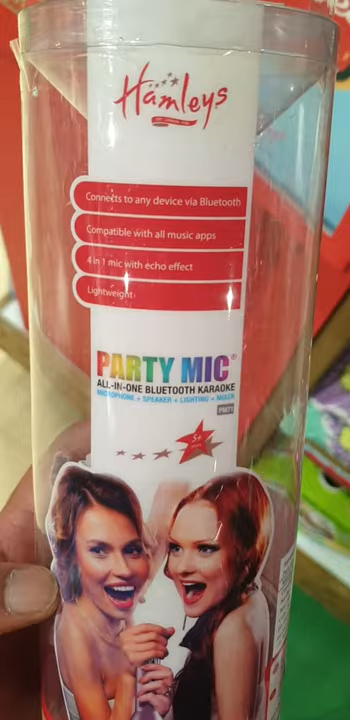 Hamleys
Connects to any device via Bluetooth
Compatible with all music apps
4 in 1 mic with echo effect
Lightweight
PARTY MIC®
ALL-IN-ONE BLUETOOTH KARAOKE
MICROPHONE + SPEAKER + LIGHTING + MIXER
5+